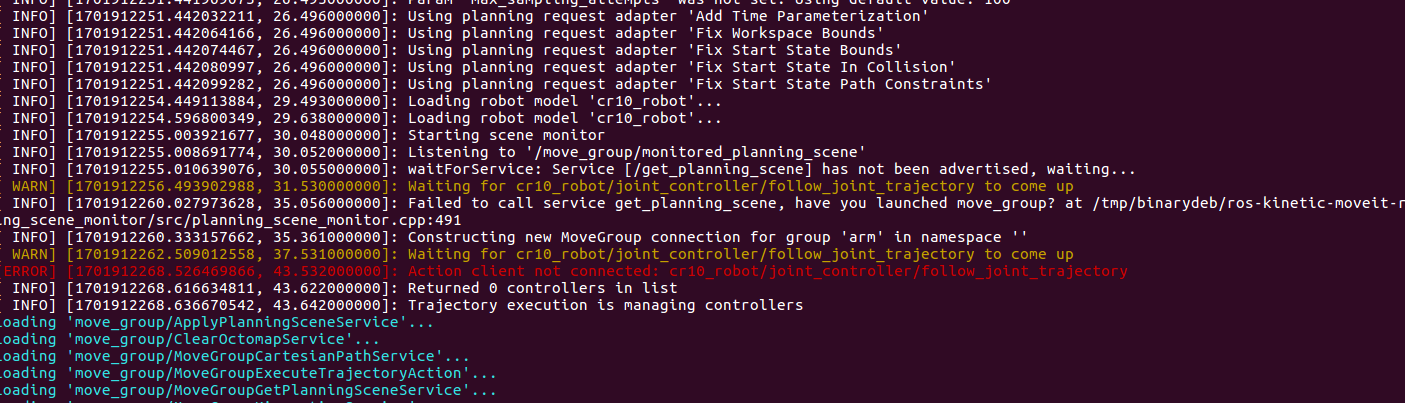 INFO] [1701912251.442032211, 26.496000000]: Using planning request adapter 'Add Time Parameterization'
INFO] [1701912251.442064166, 26.496000000]: Using planning request adapter 'Fix Workspace Bounds'
INFO] [1701912251.442074467, 26.496000000]: Using planning request adapter 'Fix Start State Bounds'
INFO] [1701912251.442080997, 26.496000000]: Using planning request adapter 'Fix Start State In Collision'
INFO] [1701912251.442099282, 26.496000000]: Using planning request adapter 'Fix Start State Path Constraints'
INFO] [1701912254.449113884, 29.493000000]: Loading robot model 'cr10_robot'...
INFO] [1701912254.596800349, 29.638000000]: Loading robot model 'cr10_robot'...
INFO] [1701912255.003921677, 30.048000000]: Starting scene monitor
INFO] [1701912255.008691774, 30.052000000]: Listening to '/move_group/monitored_planning_scene'
INFO] [1701912255.010639076, 30.055000000]: waitForService: Service [/get_planning_scene] has not been advertised, waiting...
WARN] [1701912256.493902988, 31.530000000]: Waiting for cr10_robot/joint_controller/follow_joint_trajectory to come up
INFO] [1701912260.027973628, 35.056000000]: Failed to call service get_planning_scene, have you launched move_group? at /tmp/binarydeb/ros-kinetic-moveit-r
ng_scene_monitor/src/planning_scene_monitor.cpp:491
INFO] [1701912260.333157662, 35.361000000]: Constructing new MoveGroup connection for group 'arm' in namespace ''
WARN] [1701912262.509012558, 37.531000000]: Waiting for cr10_robot/joint_controller/follow_joint_trajectory to come up
[ERROR] [1701912268.526469866, 43.532000000]: Action client not connected: cr10_robot/joint_controller/follow_joint_trajectory
INFO] [1701912268.616634811, 43.622000000]: Returned 0 controllers in list
INFO] [1701912268.636670542, 43.642000000]: Trajectory execution is managing controllers
Loading 'move_group/ApplyPlanningSceneService'...
Loading 'move_group/ClearOctomapService'...
Loading 'move_group/MoveGroupCartesianPathService'...
Loading 'move_group/MoveGroupExecuteTrajectoryAction'...
Loading 'move_group/MoveGroupGetPlanningSceneService'...